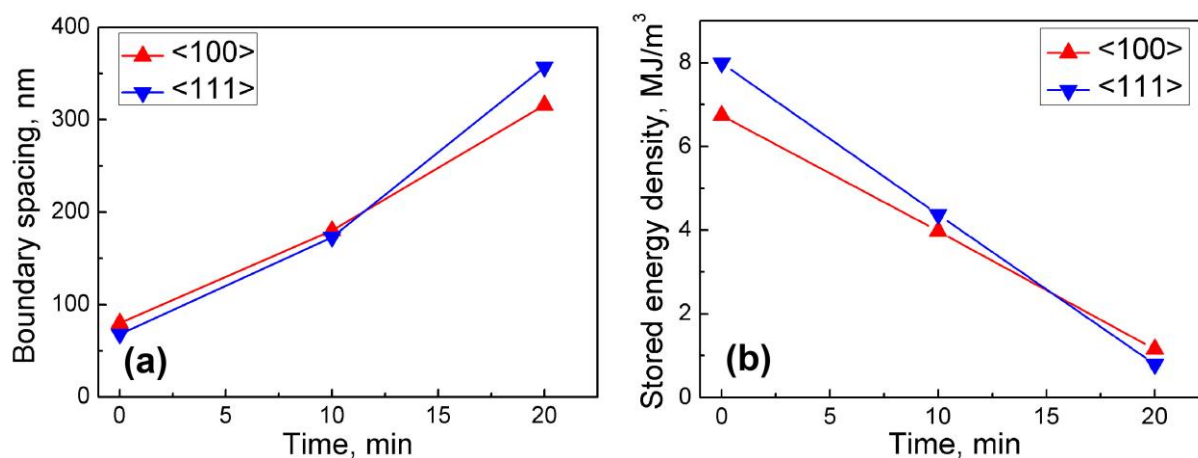 400
300
200
100
0
Boundary spacing, nm
<100>
<111>
(a)
0 5 10 15 20
Time, min
8
6
4
2
0
Stored energy density, MJ/m³
<100>
<111>
(b)
0 5 10 15 20
Time, min